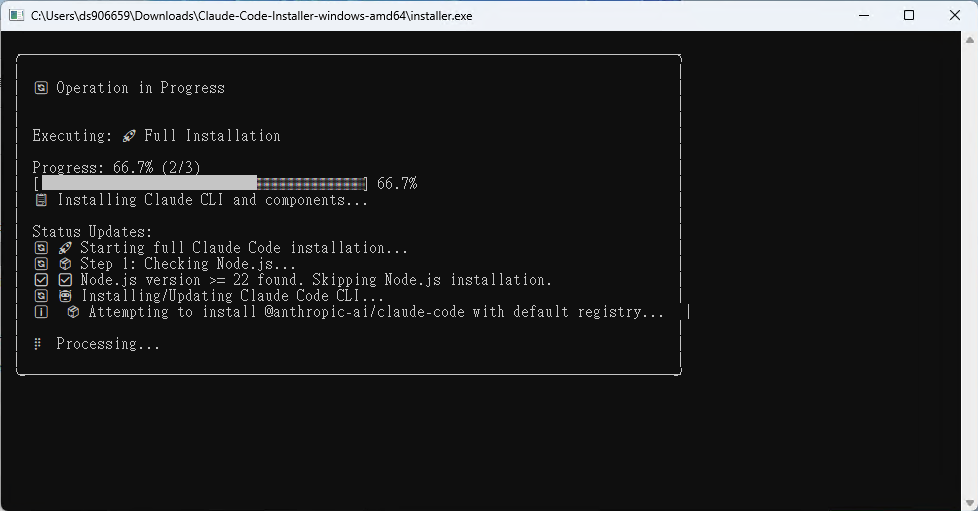 C:\Users\ds906659\Downloads\Claude-Code-Installer-windows-amd64\installer.exe
🔄 Operation in Progress
Executing: 🚀 Full Installation
Progress: 66.7% (2/3)
[] 66.7%
📋 Installing Claude CLI and components...
Status Updates:
🔄 🚀 Starting full Claude Code installation...
🔄 📦 Step 1: Checking Node.js...
✅ ✅ Node.js version >= 22 found. Skipping Node.js installation.
🔄 🤖 Installing/Updating Claude Code CLI...
ℹ️ 📦 Attempting to install @anthropic-ai/claude-code with default registry...
Processing...